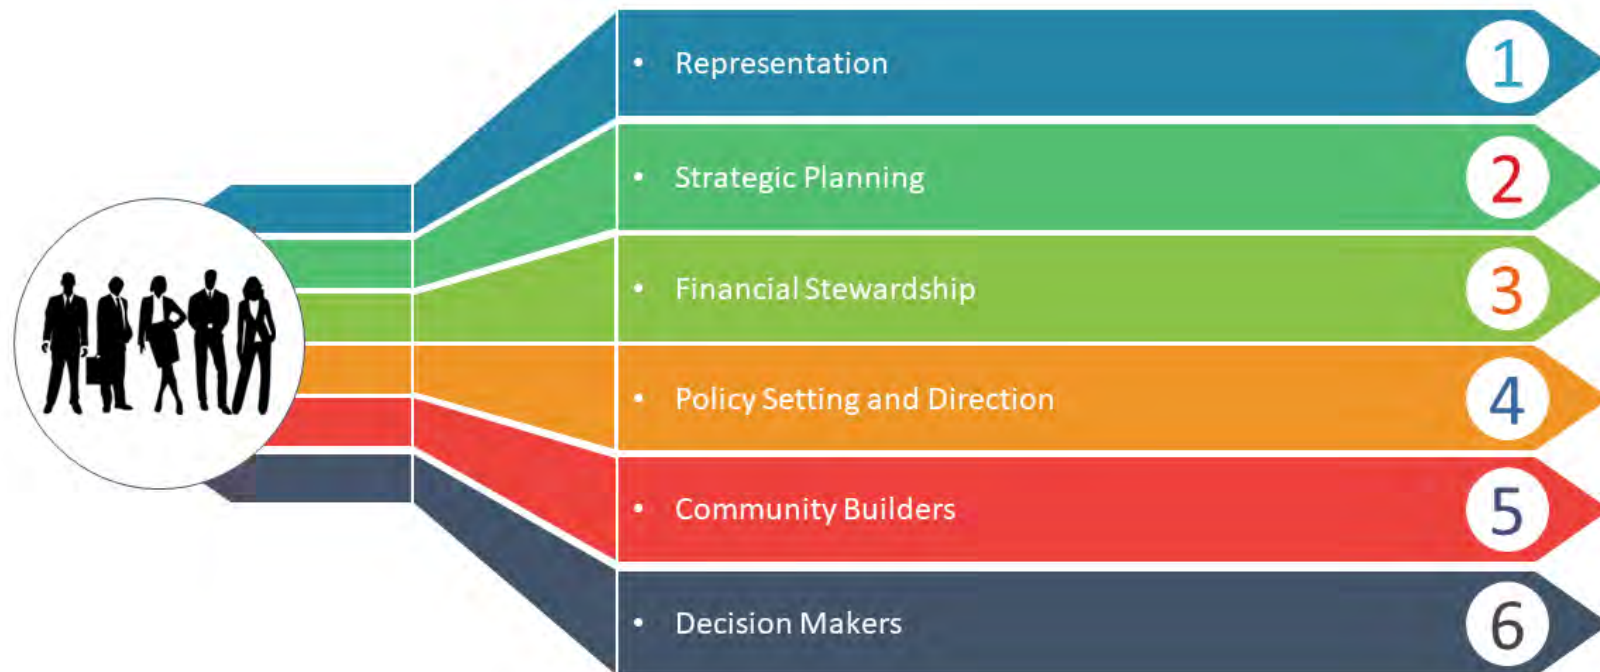 • Representation 1
• Strategic Planning 2
• Financial Stewardship 3
• Policy Setting and Direction 4
• Community Builders 5
• Decision Makers 6